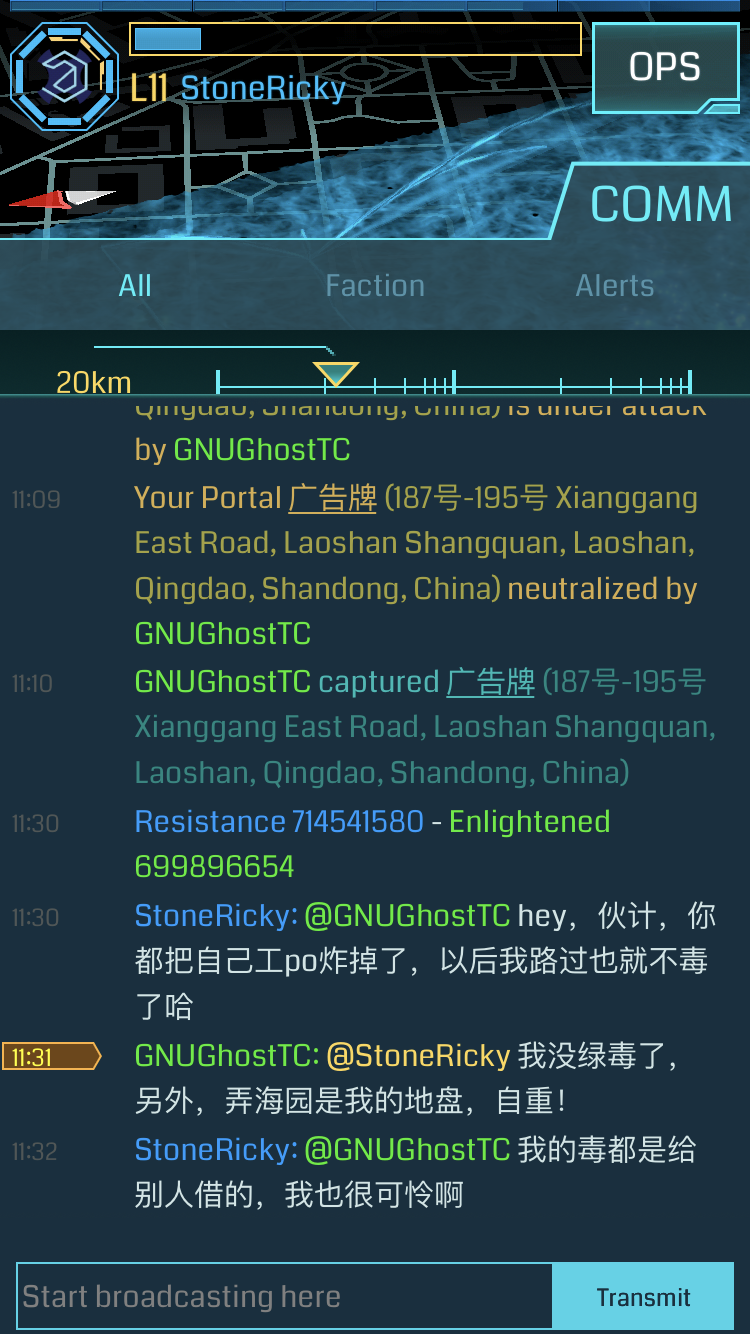 L11 StoneRicky
OPS
COMM
All Faction Alerts
20km
Qingdao, Shandong, China) is under attack
by GNUGhostTC
11:09 Your Portal 广告牌 (187号-195号 Xianggang
East Road, Laoshan Shangquan, Laoshan,
Qingdao, Shandong, China) neutralized by
GNUGhostTC
11:10 GNUGhostTC captured 广告牌 (187号-195号
Xianggang East Road, Laoshan Shangquan,
Laoshan, Qingdao, Shandong, China)
11:30 Resistance 714541580 - Enlightened
699896654
11:30 StoneRicky: @GNUGhostTC hey，伙计，你
都把自己工po炸掉了，以后我路过也就不毒
了哈
11:31 GNUGhostTC: @StoneRicky 我没绿毒了，
另外，弄海园是我的地盘，自重！
11:32 StoneRicky: @GNUGhostTC 我的毒都是给
别人借的，我也很可怜啊
Start broadcasting here Transmit